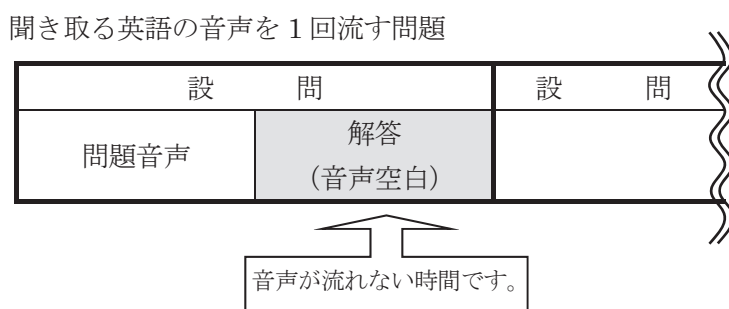 聞き取る英語の音声を1回流す問題
設　問
設　問
問題音声
解答
(音声空白)
音声が流れない時間です。